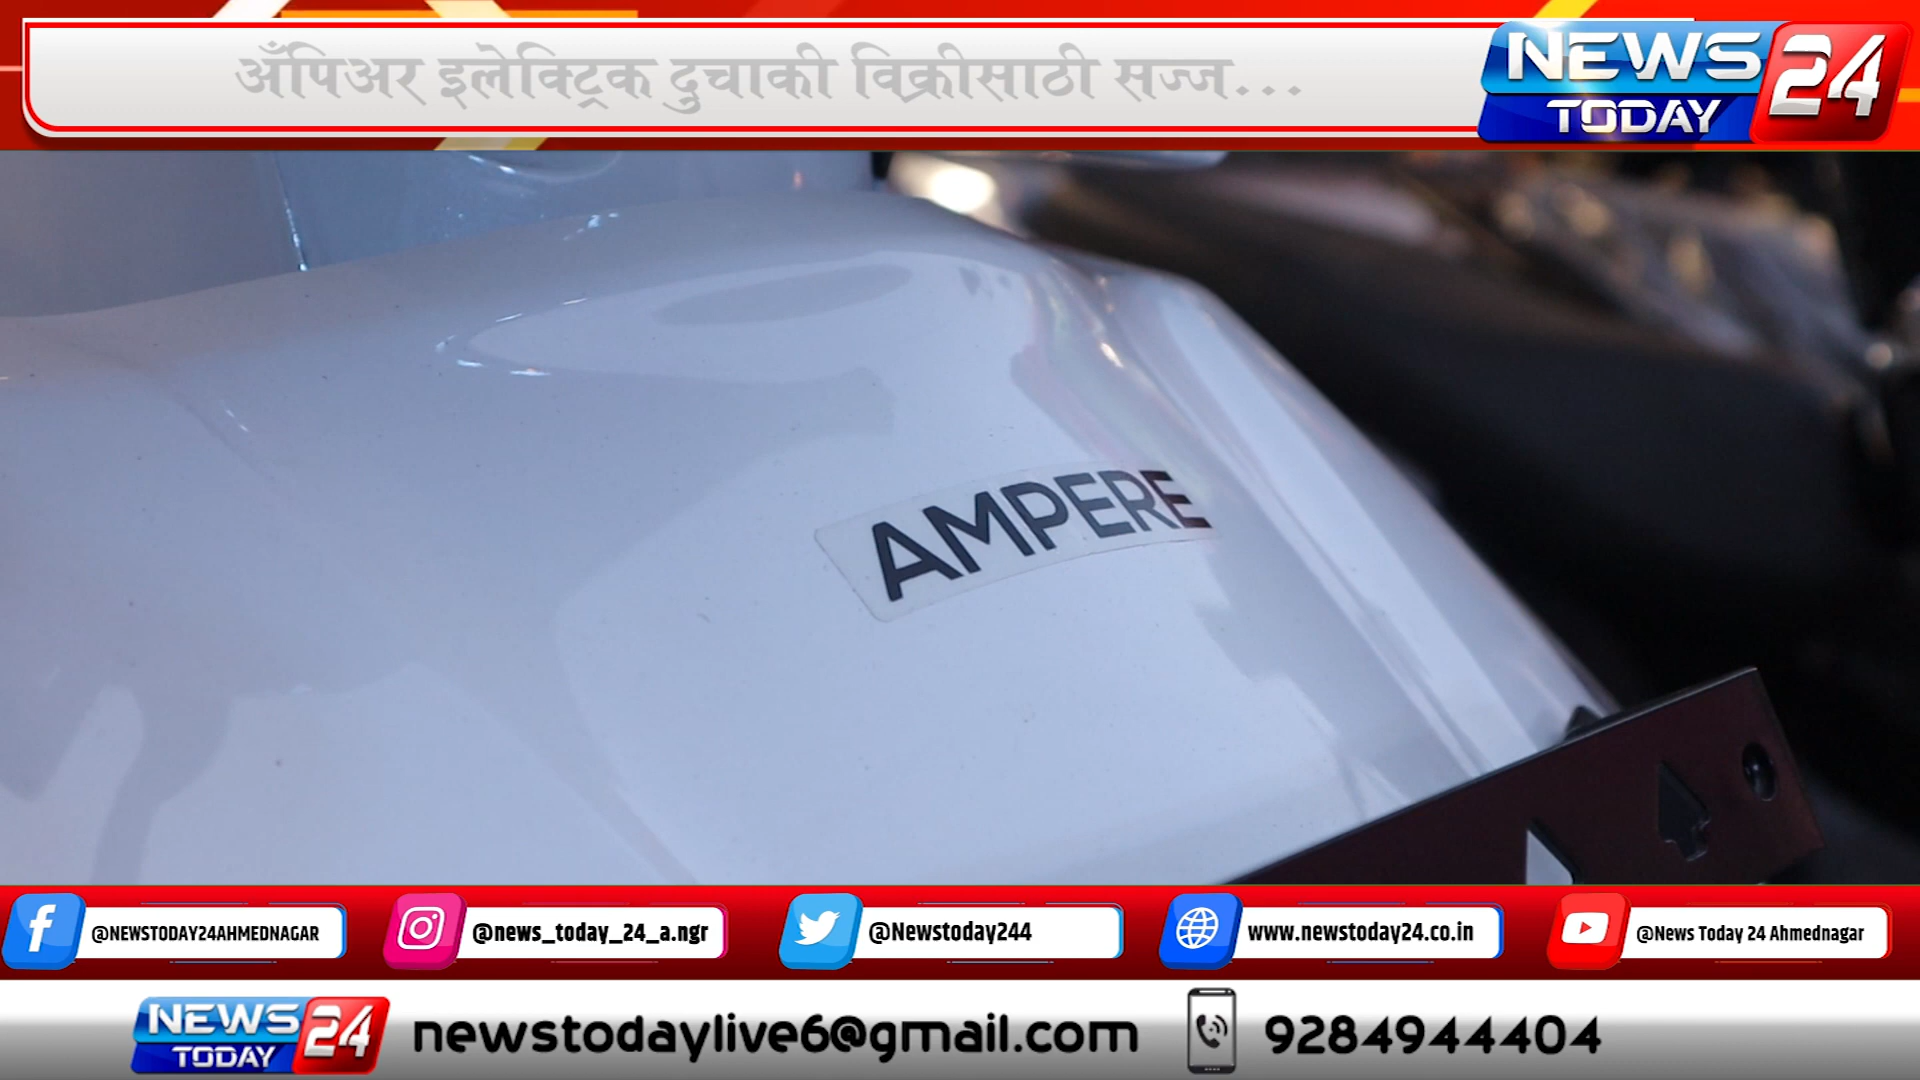 अँपिअर इलेक्ट्रिक दुचाकी विक्रीसाठी सज्ज...
NEWS
TODAY
24
AMPERE
@NEWSTODAY24AHMEDNAGAR
@news_today_24_a.ngr
@Newstoday244
www.newstoday24.co.in
@News Today 24 Ahmednagar
NEWS
TODAY
24
newstodaylive6@gmail.com
9284944404